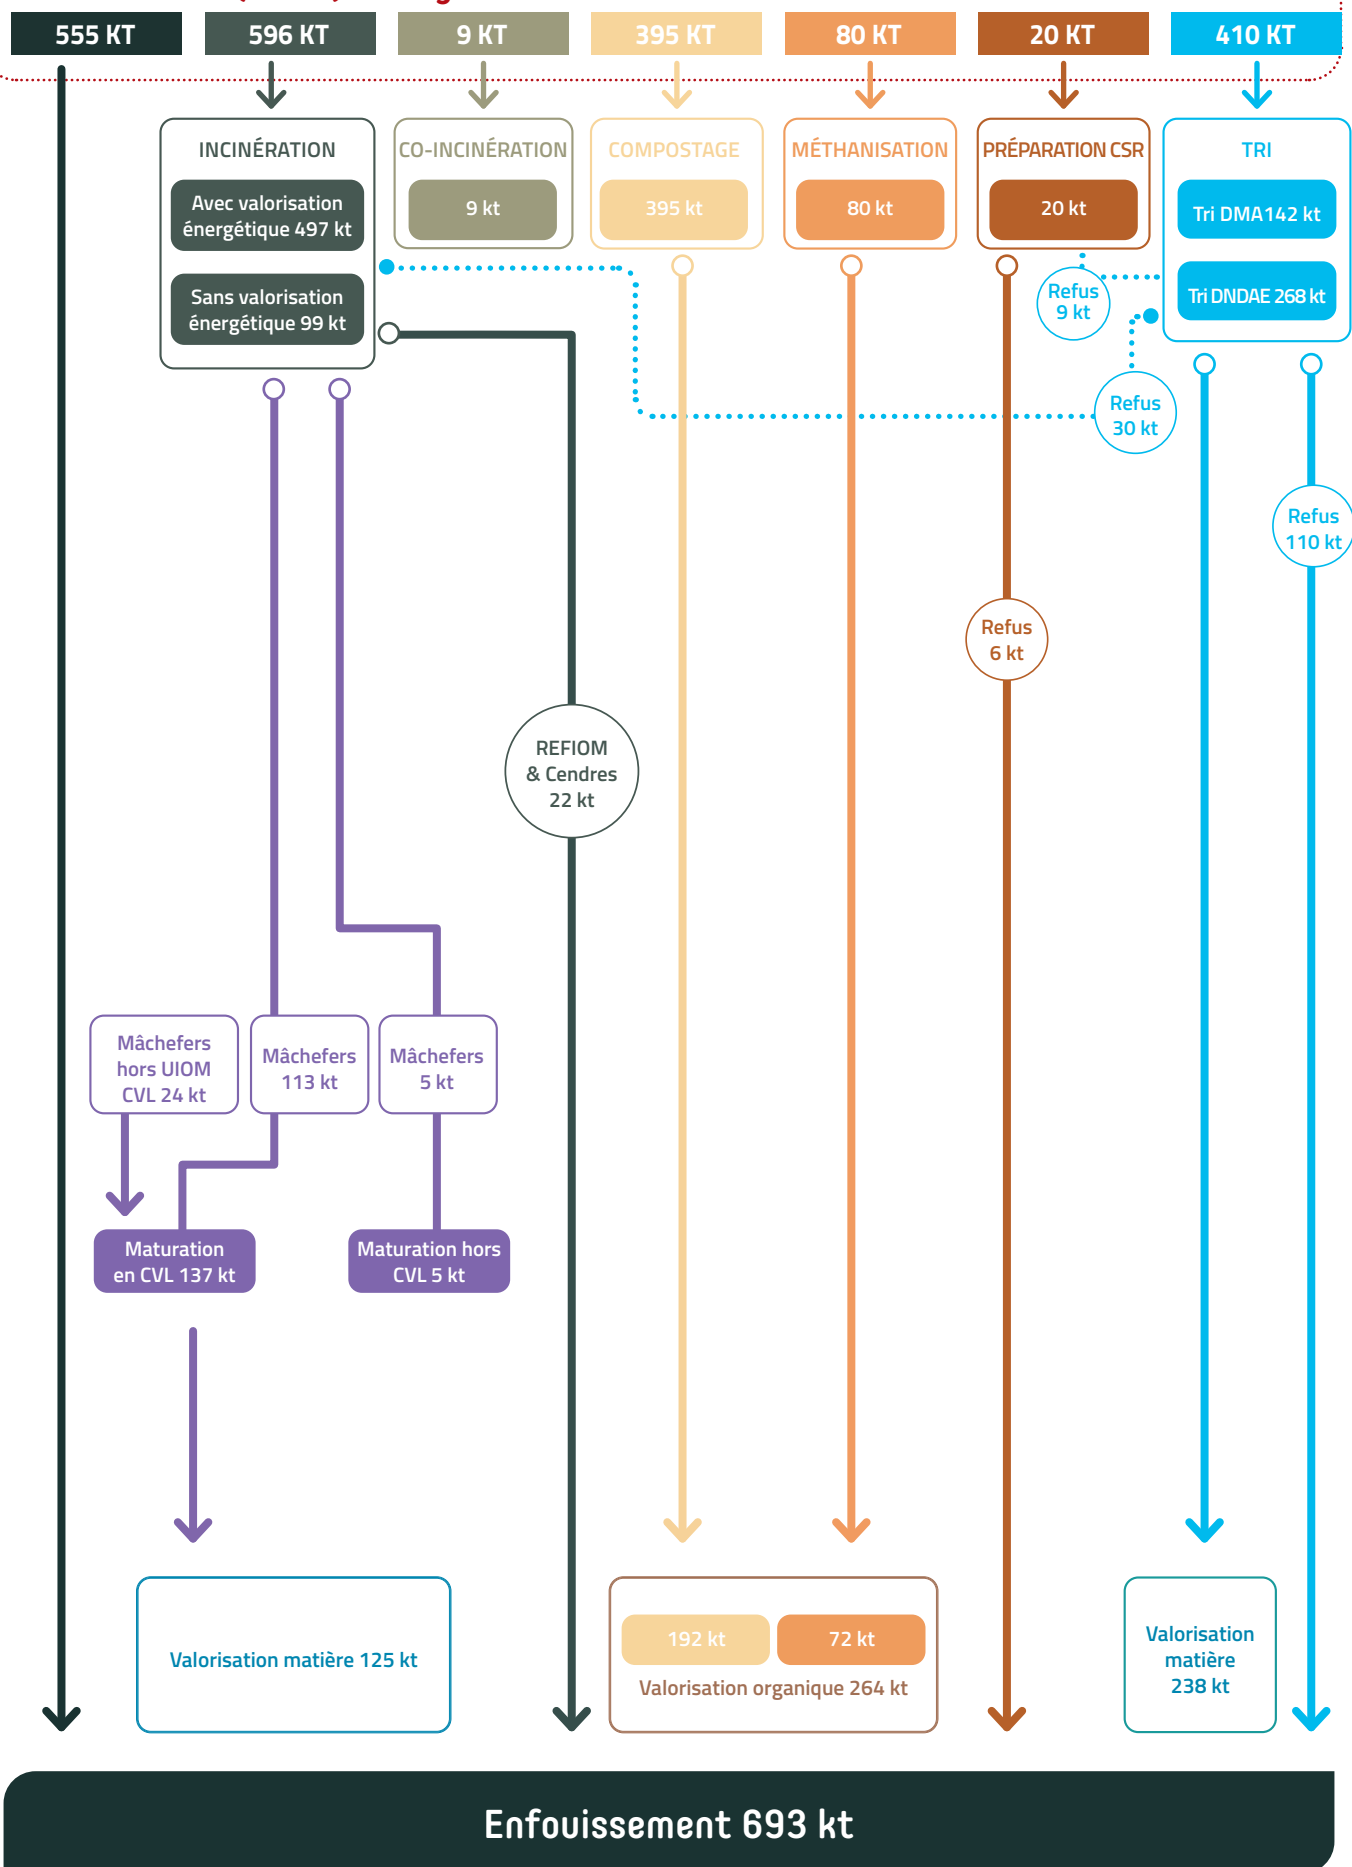 555 KT
596 KT
9 KT
395 KT
80 KT
20 KT
410 KT
INCINÉRATION
Avec valorisation
énergétique 497 kt
Sans valorisation
énergétique 99 kt
CO-INCINÉRATION
9 kt
COMPOSTAGE
395 kt
MÉTHANISATION
80 kt
PRÉPARATION CSR
20 kt
TRI
Tri DMA142 kt
Tri DNDAE 268 kt
Refus
9 kt
Refus
30 kt
Refus
110 kt
Refus
6 kt
REFIOM
& Cendres
22 kt
Mâchefers
hors UIOM
CVL 24 kt
Mâchefers
113 kt
Mâchefers
5 kt
Maturation
en CVL 137 kt
Maturation hors
CVL 5 kt
Valorisation matière 125 kt
192 kt
72 kt
Valorisation organique 264 kt
Valorisation
matière
238 kt
Enfouissement 693 kt